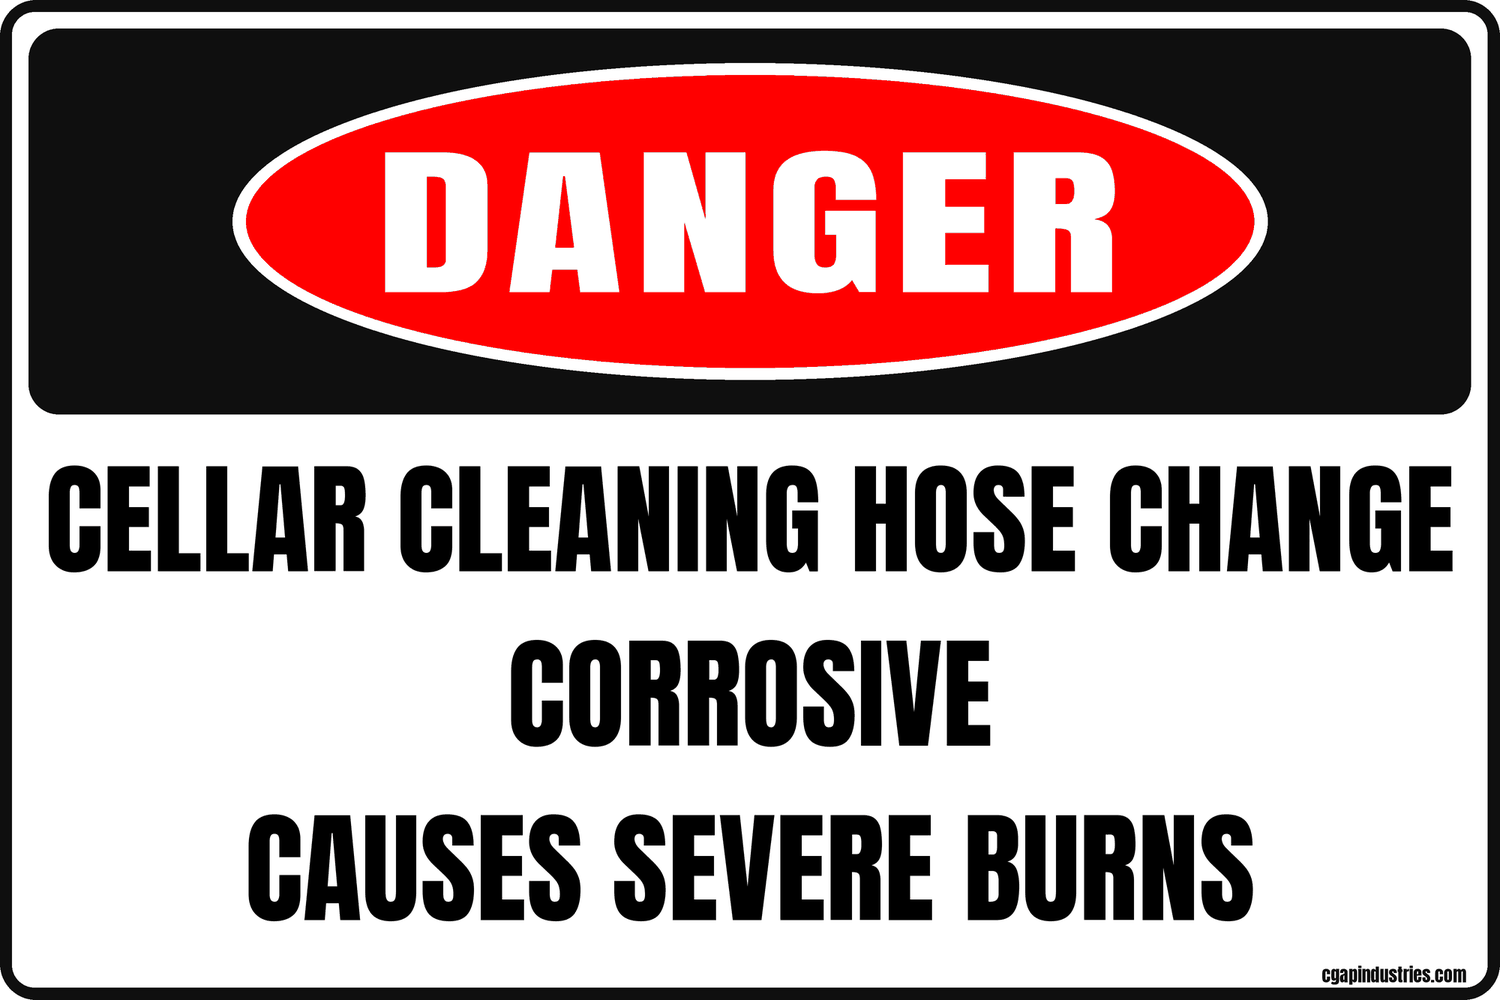 DANGER
CELLAR CLEANING HOSE CHANGE
CORROSIVE
CAUSES SEVERE BURNS
cgapindustries.com